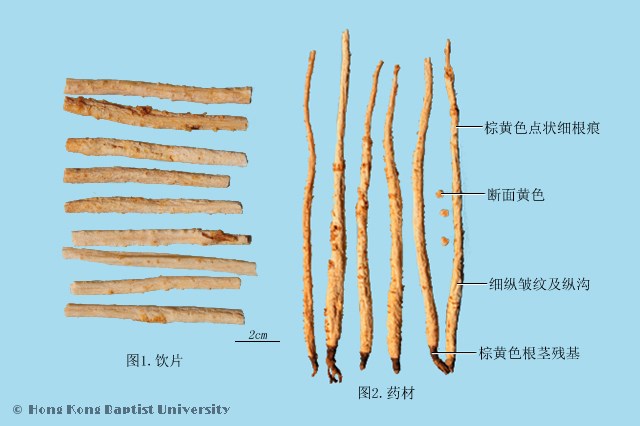 棕黄色点状细根痕
断面黄色
细纵皱纹及纵沟
2cm
棕黄色根茎残基
图1.饮片
图2.药材
© Hong Kong Baptist University